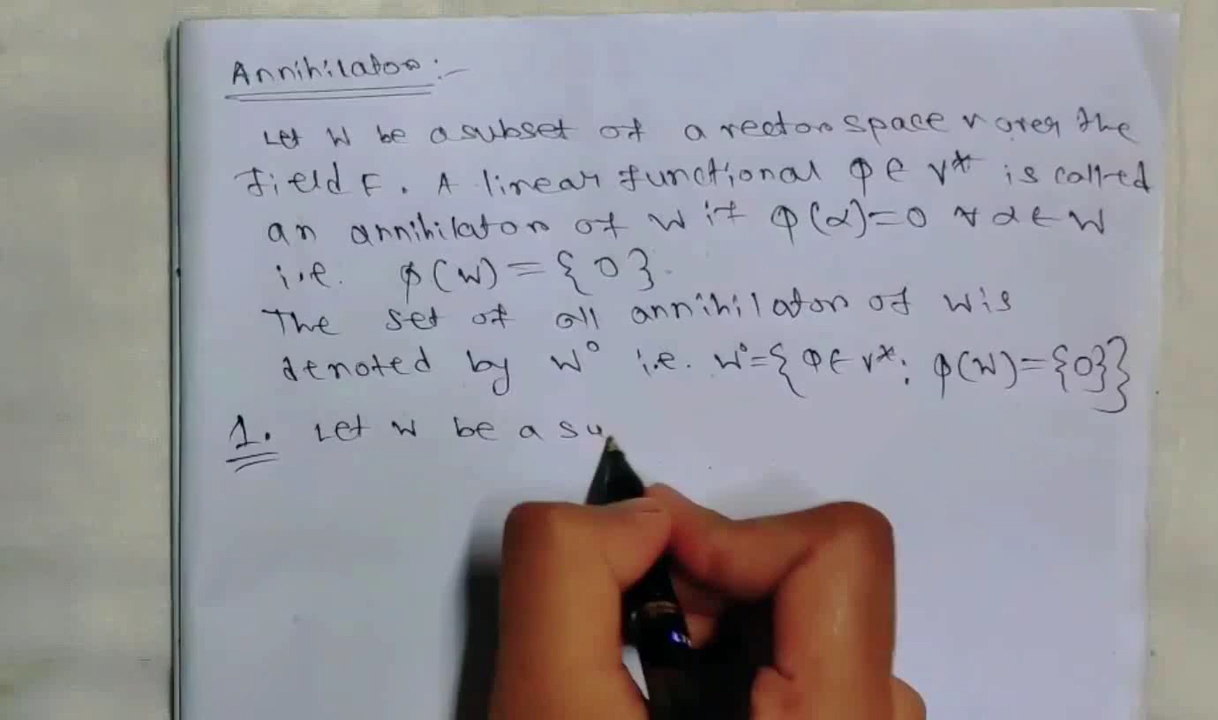 Annihilator :-
Let W be a subset of a vector space V over the
field F. A linear functional φ ∈ V* is called
an annihilator of W if φ(α)=0 ∀ α ∈ W
i.e. φ(W) = {0}.
The set of all annihilator of W is
denoted by W° i.e. W°={φ ∈ V*: φ(W)={0}}
1. Let W be a su